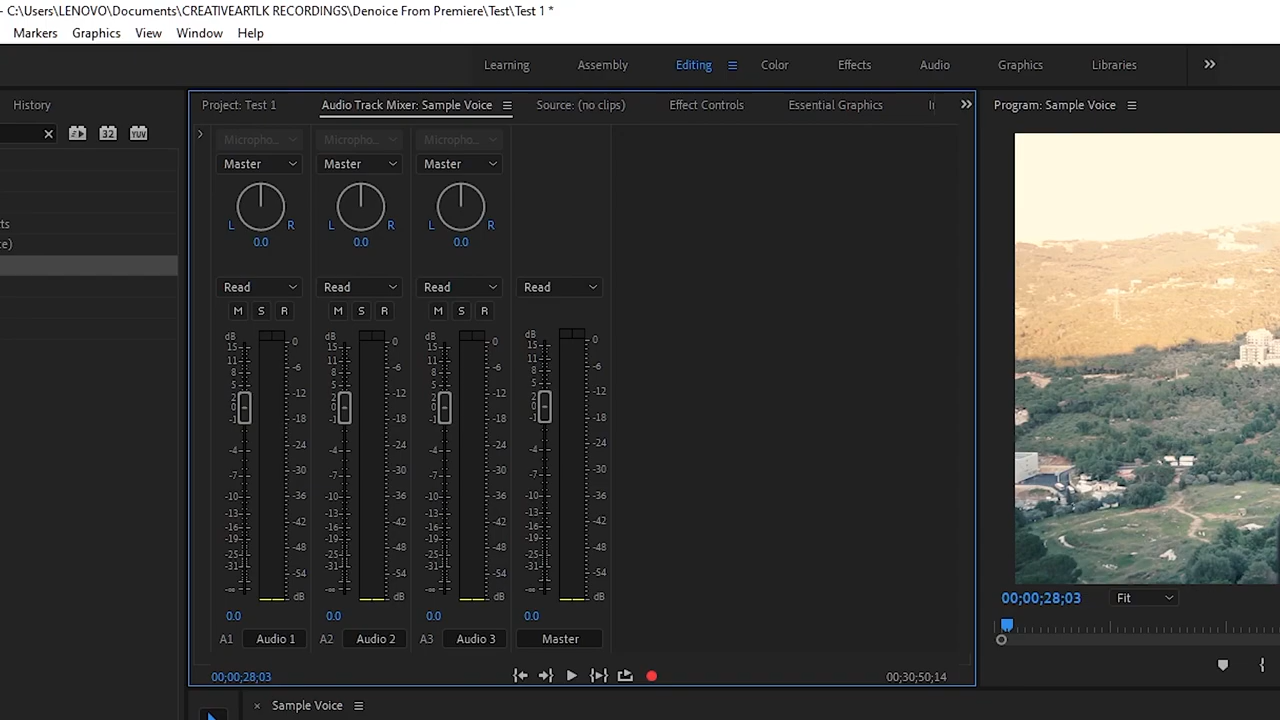 - C:\Users\LENOVO\Documents\CREATIVEARTLK RECORDINGS\Denoice From Premiere\Test\Test 1 *
Markers Graphics View Window Help
Learning Assembly Editing Color Effects Audio Graphics Libraries
History Project: Test 1 Audio Track Mixer: Sample Voice Source: (no clips) Effect Controls Essential Graphics Program: Sample Voice
32 YUV
Micropho... Micropho... Micropho...
Master Master Master
L R L R L R
0.0 0.0 0.0
ts
te)
Read Read Read Read
M S R M S R M S R
dB dB dB dB
15 15 15 15
0 0 0 0
11 11 11 11
-6 -6 -6 -6
8 8 8 8
5 5 5 5
-12 -12 -12 -12
2 2 2 2
0 0 0 0
-1 -1 -1 -1
-18 -18 -18 -18
-24 -24 -24 -24
-4 -4 -4 -4
-30 -30 -30 -30
-7 -7 -7 -7
-10 -36 -10 -36 -10 -36 -10 -36
-13 -13 -13 -13
-42 -42 -42 -42
-16 -16 -16 -16
-19 -19 -19 -19
-48 -48 -48 -48
-25 -25 -25 -25
-31 -31 -31 -31
-54 -54 -54 -54
-∞ -∞ -∞ -∞
dB dB dB dB
0.0 0.0 0.0 0.0
A1 Audio 1 A2 Audio 2 A3 Audio 3 Master
00;00;28;03 Fit
00;00;28;03 00;30;50;14
Sample Voice